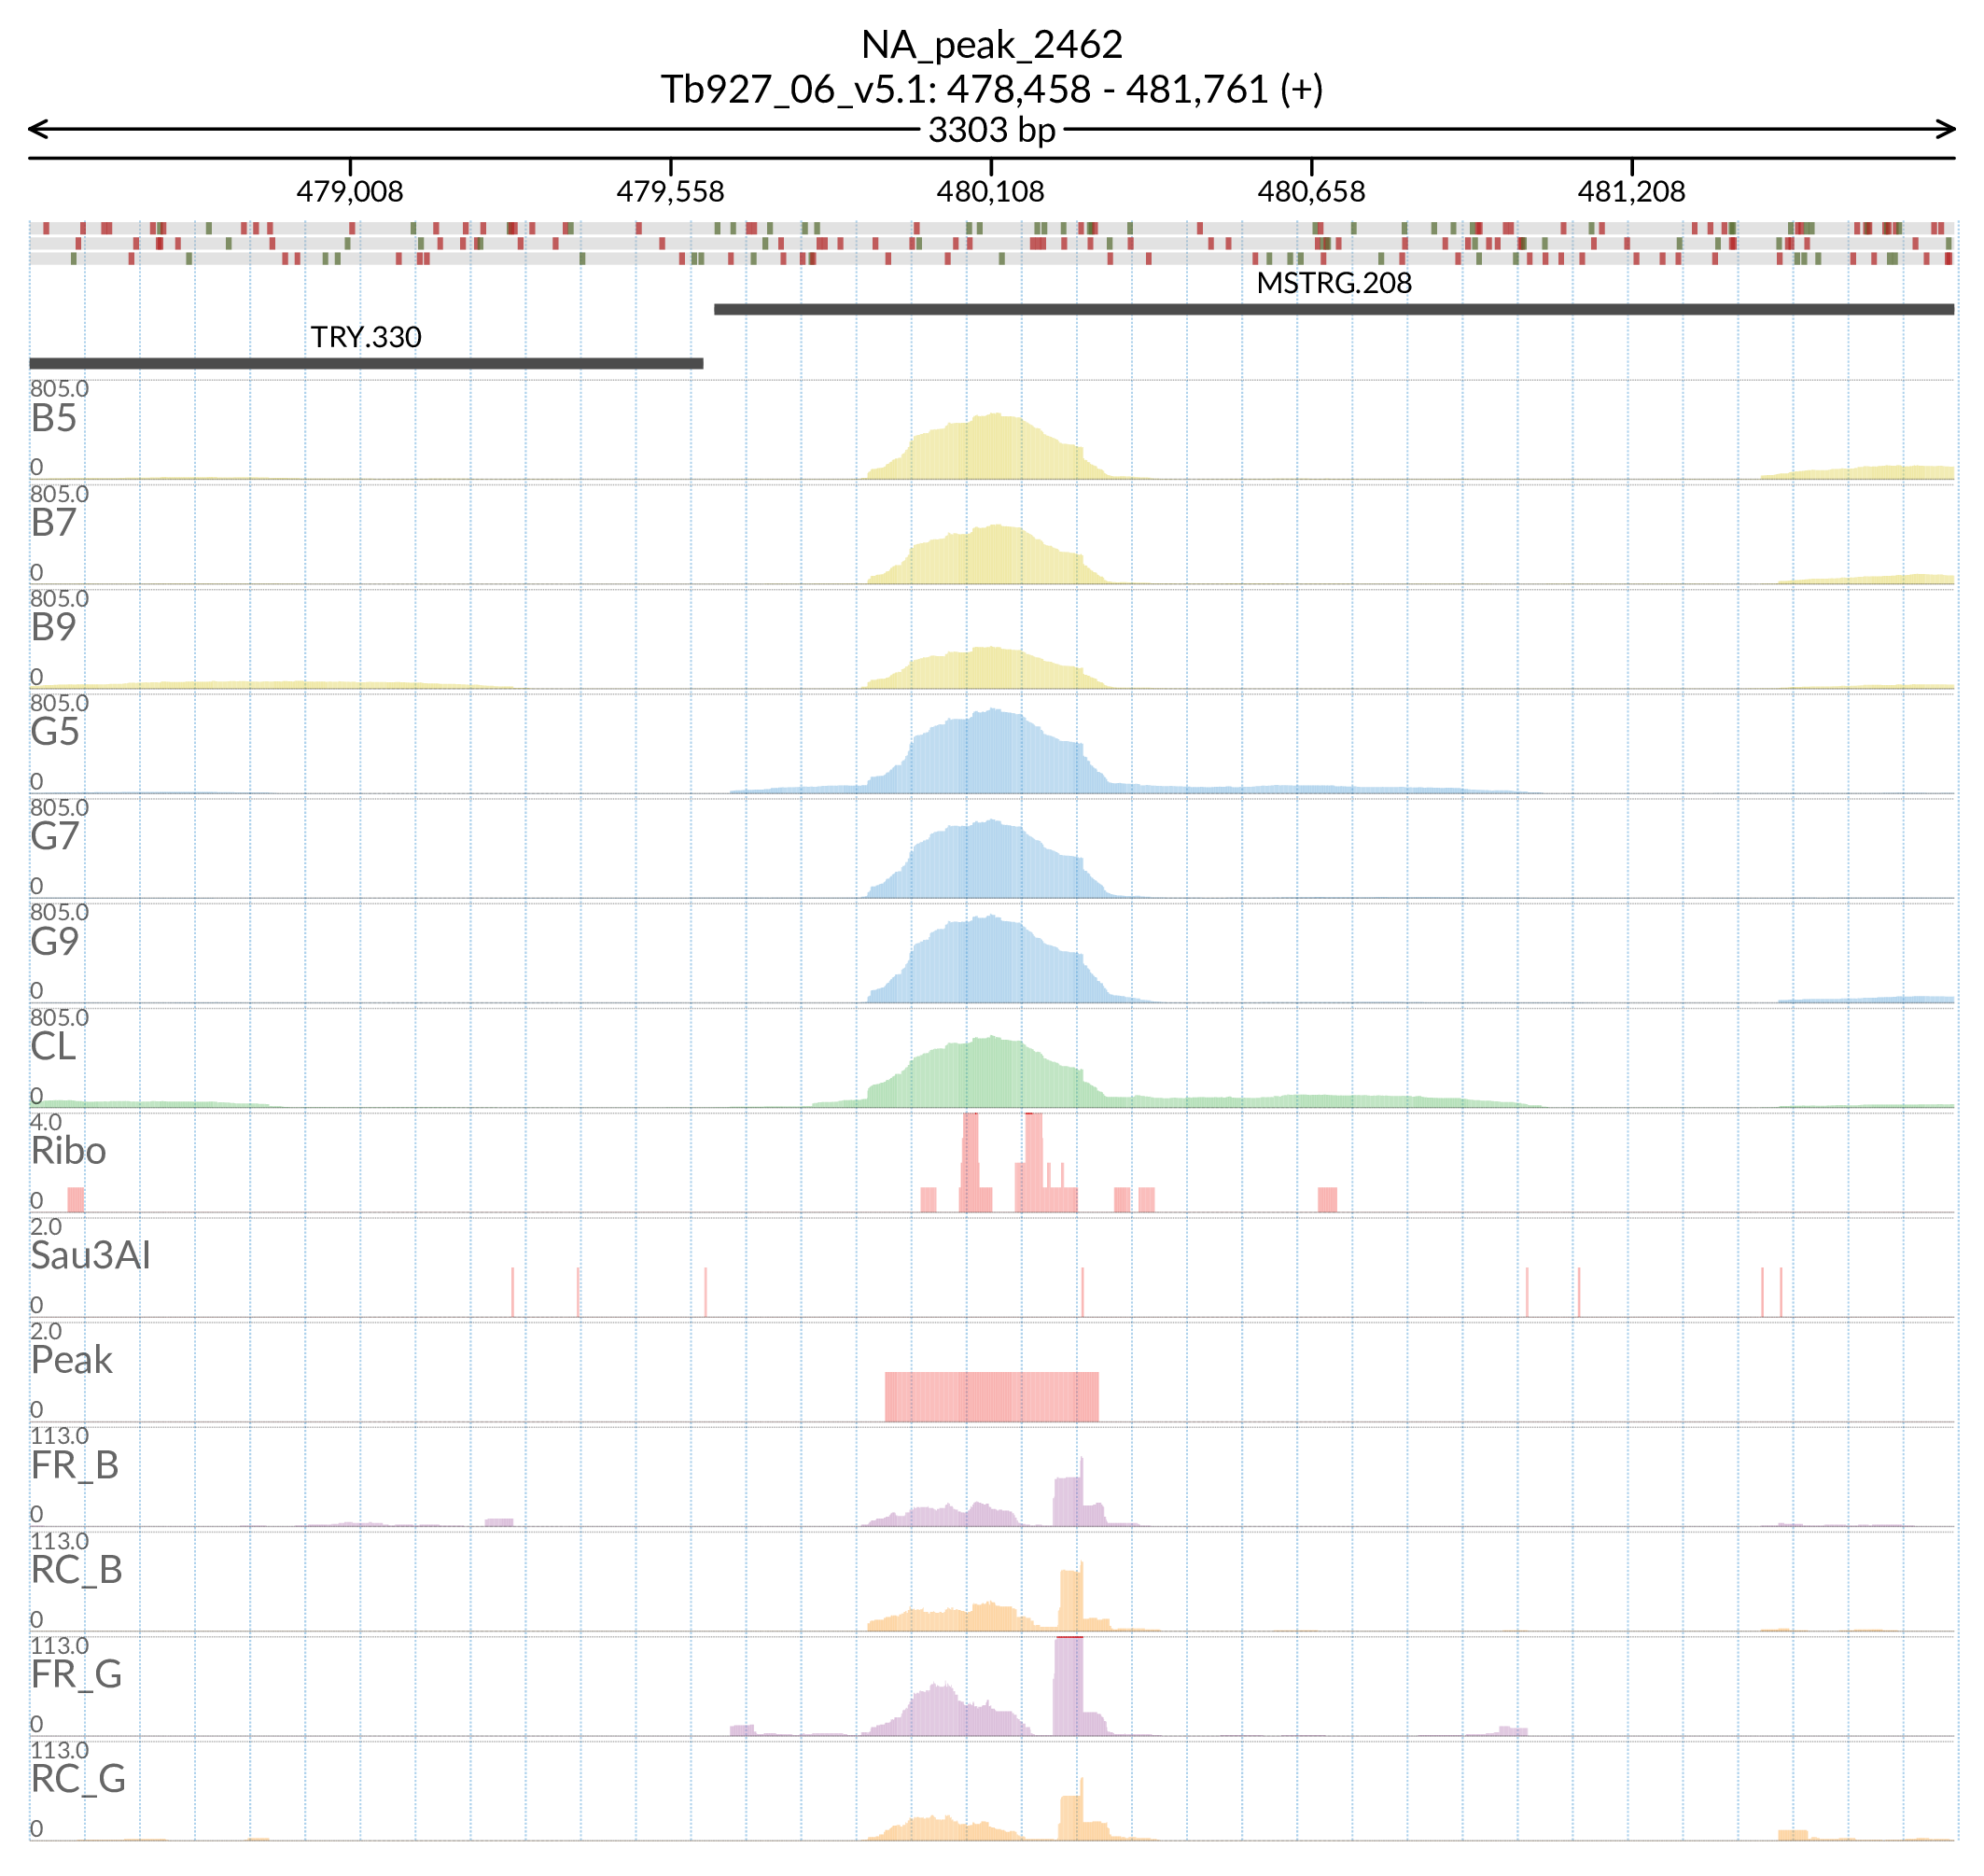 NA_peak_2462
Tb927_06_v5.1: 478,458 - 481,761 (+)
3303 bp
479,008 479,558 480,108 480,658 481,208
MSTRG.208
TRY.330
805.0
B5
0
805.0
B7
0
805.0
B9
0
805.0
G5
0
805.0
G7
0
805.0
G9
0
805.0
CL
0
4.0
Ribo
0
2.0
Sau3AI
0
2.0
Peak
0
113.0
FR_B
0
113.0
RC_B
0
113.0
FR_G
0
113.0
RC_G
0